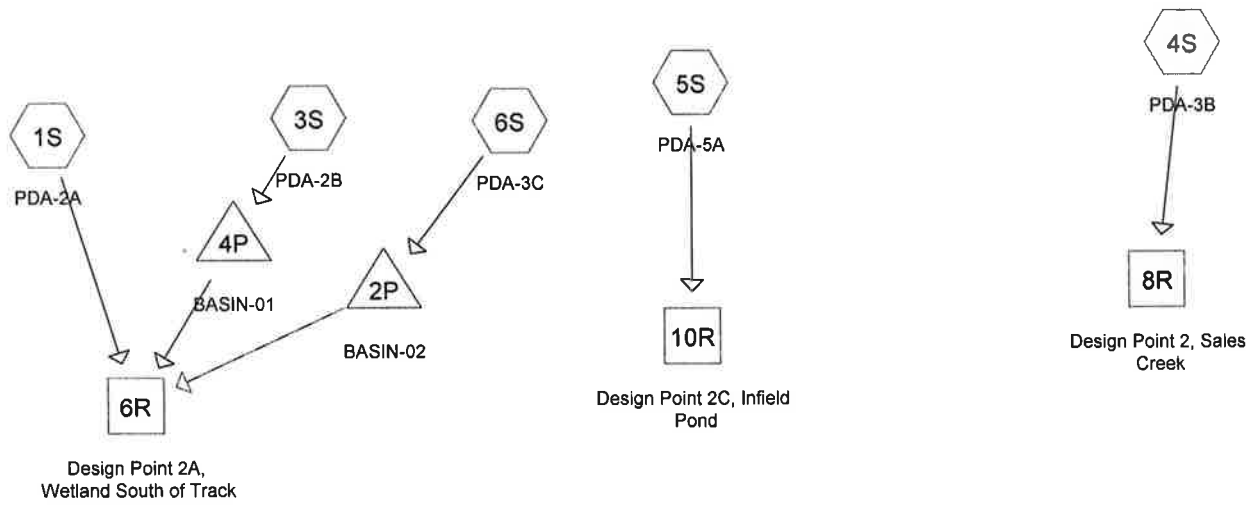 4S
PDA-3B
5S
PDA-5A
3S
PDA-2B
6S
PDA-3C
1S
PDA-2A
4P
BASIN-01
2P
BASIN-02
8R
Design Point 2, Sales
Creek
10R
Design Point 2C, Infield
Pond
6R
Design Point 2A,
Wetland South of Track